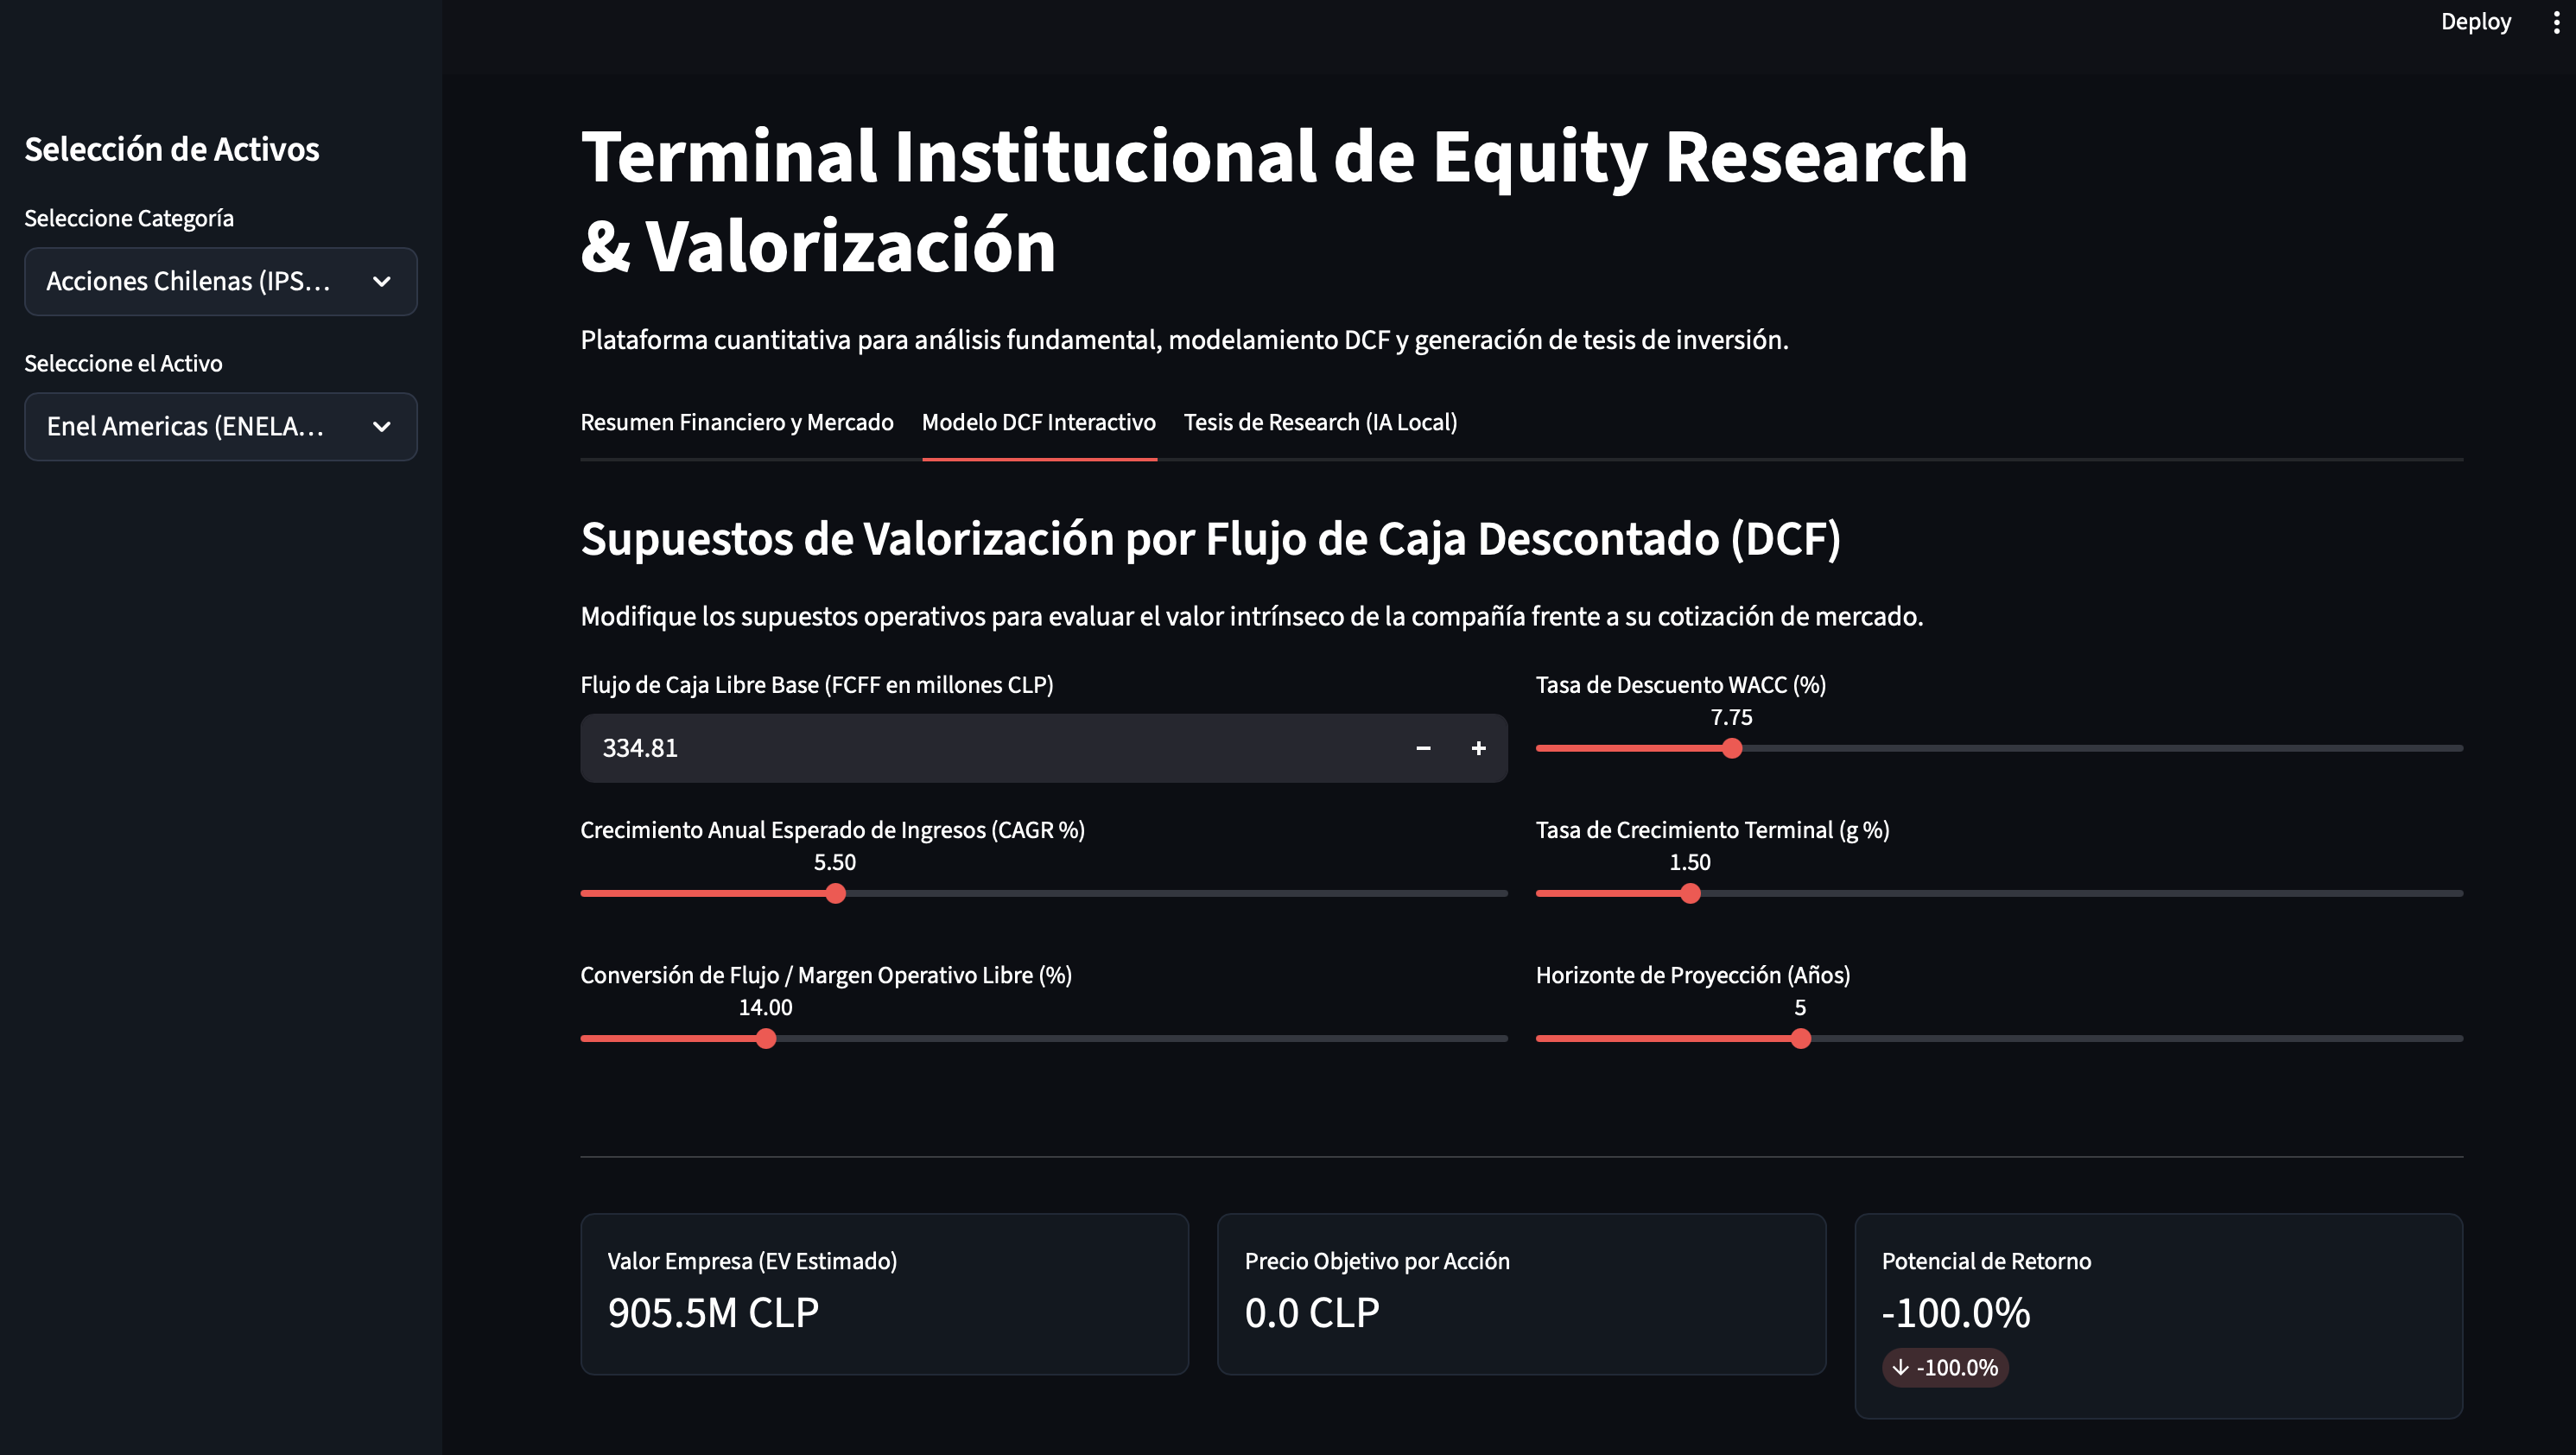 Deploy
Selección de Activos
Seleccione Categoría
Acciones Chilenas (IPS...
Seleccione el Activo
Enel Americas (ENELA...
Terminal Institucional de Equity Research
& Valorización
Plataforma cuantitativa para análisis fundamental, modelamiento DCF y generación de tesis de inversión.
Resumen Financiero y Mercado
Modelo DCF Interactivo
Tesis de Research (IA Local)
Supuestos de Valorización por Flujo de Caja Descontado (DCF)
Modifique los supuestos operativos para evaluar el valor intrínseco de la compañía frente a su cotización de mercado.
Flujo de Caja Libre Base (FCFF en millones CLP)
334.81
Tasa de Descuento WACC (%)
7.75
Crecimiento Anual Esperado de Ingresos (CAGR %)
5.50
Tasa de Crecimiento Terminal (g %)
1.50
Conversión de Flujo / Margen Operativo Libre (%)
14.00
Horizonte de Proyección (Años)
5
Valor Empresa (EV Estimado)
905.5M CLP
Precio Objetivo por Acción
0.0 CLP
Potencial de Retorno
-100.0%
↓ -100.0%